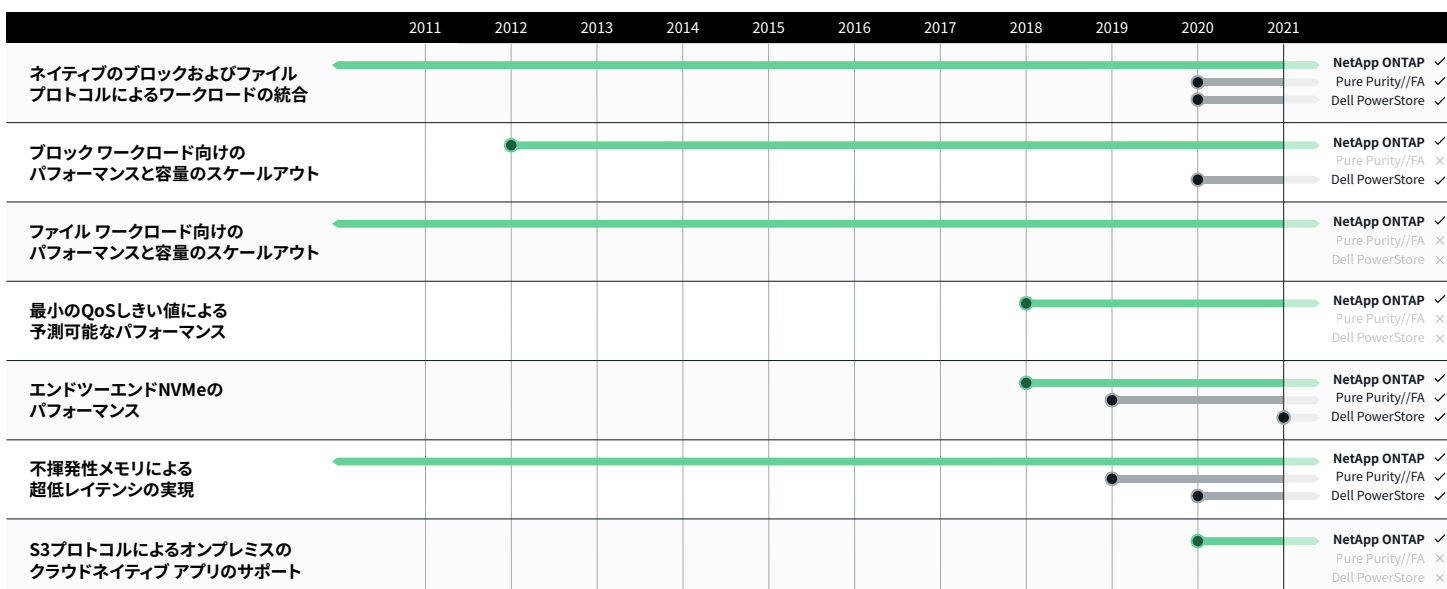 2011 2012 2013 2014 2015 2016 2017 2018 2019 2020 2021
ネイティブのブロックおよびファイル
プロトコルによるワークロードの統合
NetApp ONTAP ✓
Pure Purity//FA ✓
Dell PowerStore ✓
ブロック ワークロード向けの
パフォーマンスと容量のスケールアウト
NetApp ONTAP ✓
Pure Purity//FA ×
Dell PowerStore ✓
ファイル ワークロード向けの
パフォーマンスと容量のスケールアウト
NetApp ONTAP ✓
Pure Purity//FA ×
Dell PowerStore ×
最小のQoSしきい値による
予測可能なパフォーマンス
NetApp ONTAP ✓
Pure Purity//FA ×
Dell PowerStore ×
エンドツーエンドNVMeの
パフォーマンス
NetApp ONTAP ✓
Pure Purity//FA ✓
Dell PowerStore ✓
不揮発性メモリによる
超低レイテンシの実現
NetApp ONTAP ✓
Pure Purity//FA ✓
Dell PowerStore ✓
S3プロトコルによるオンプレミスの
クラウドネイティブ アプリのサポート
NetApp ONTAP ✓
Pure Purity//FA ×
Dell PowerStore ×